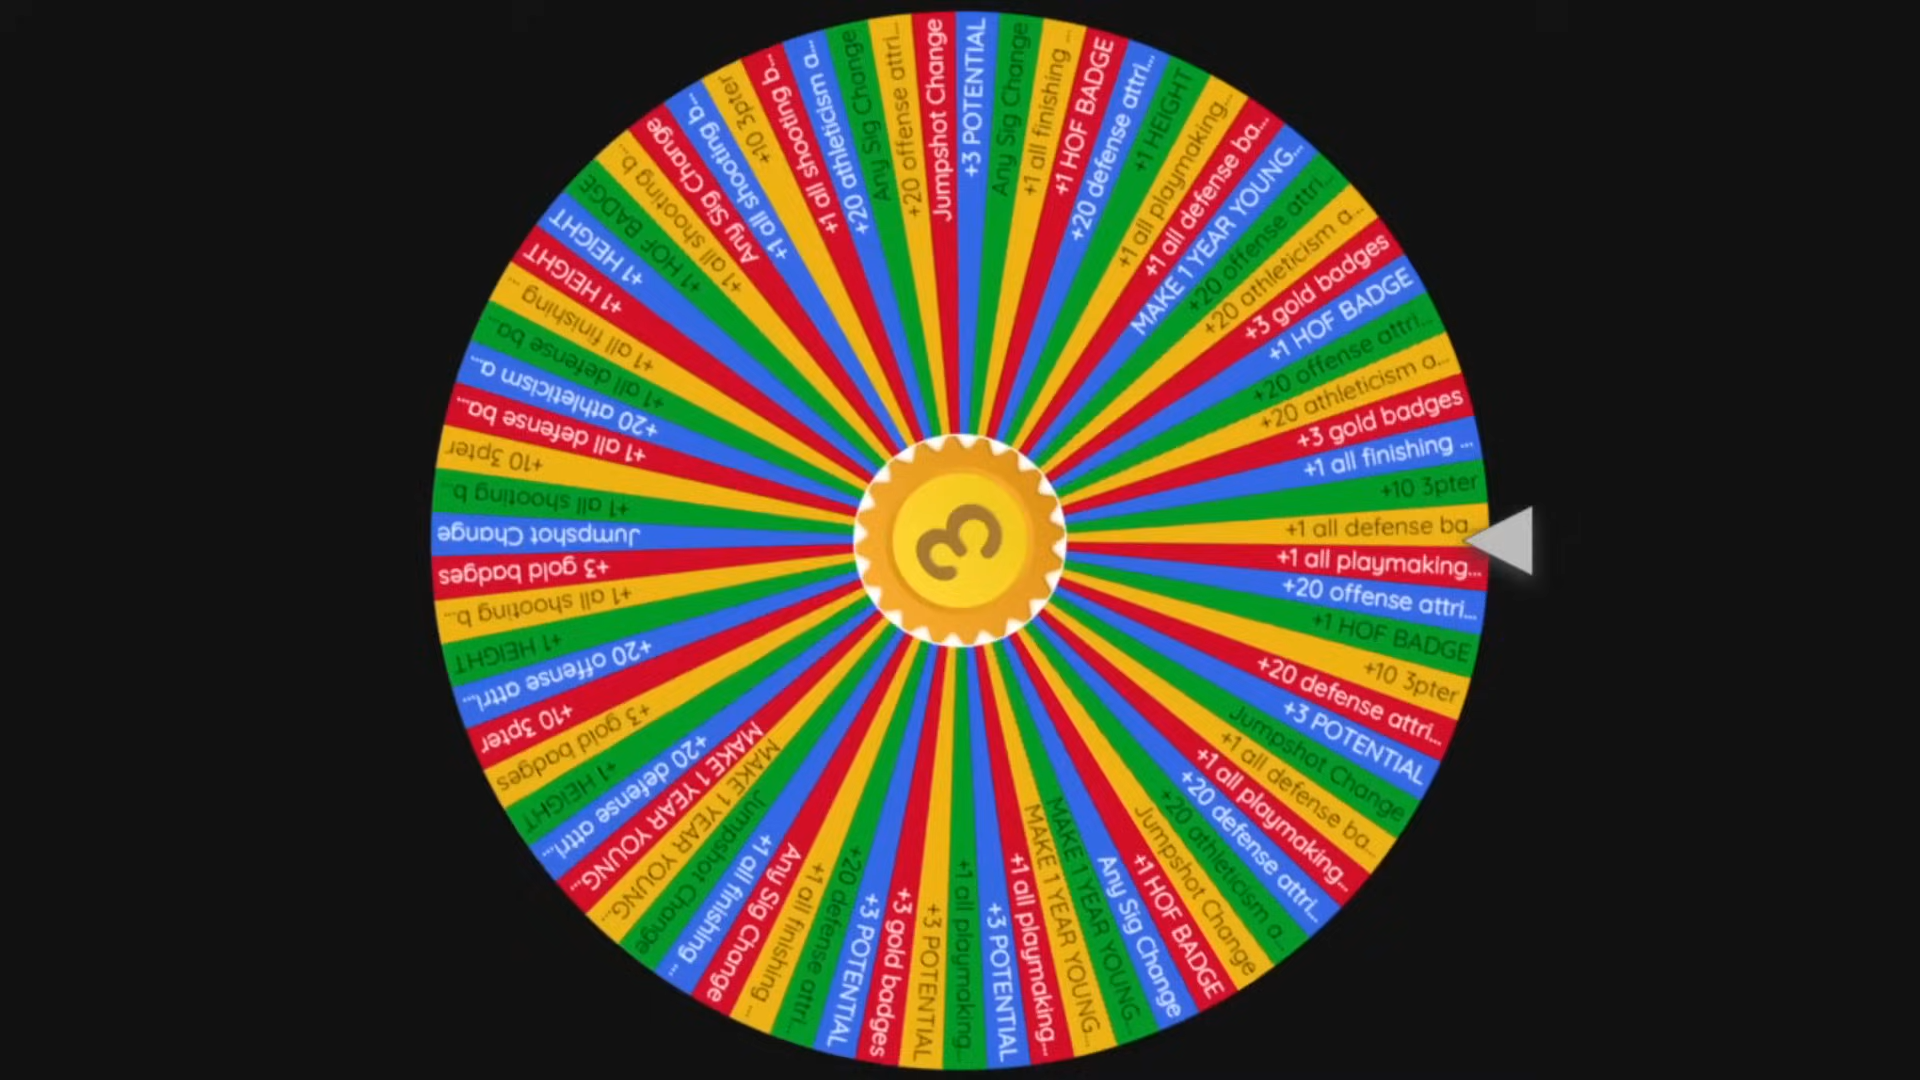 +3 POTENTIAL
Any Sig Change
+1 all finishing ...
+1 HOF BADGE
+20 defense attri...
+1 HEIGHT
+1 all playmaking...
+1 all defense ba...
MAKE 1 YEAR YOUNG...
+20 offense attri...
+20 athleticism a...
+3 gold badges
+1 HOF BADGE
+20 offense attri...
+20 athleticism a...
+3 gold badges
+1 all finishing ...
+10 3pter
+1 all defense ba...
+1 all playmaking...
+20 offense attri...
+1 HOF BADGE
+10 3pter
+20 defense attri...
+3 POTENTIAL
Jumpshot Change
+1 all defense ba...
+1 all playmaking...
+20 defense attri...
+20 athleticism a...
Jumpshot Change
+1 HOF BADGE
Any Sig Change
MAKE 1 YEAR YOUNG...
MAKE 1 YEAR YOUNG...
+1 all playmaking...
+3 POTENTIAL
+1 all playmaking...
+3 POTENTIAL
+3 gold badges
+3 POTENTIAL
+20 defense attri...
+1 all finishing ...
Any Sig Change
+1 all finishing ...
Jumpshot Change
MAKE 1 YEAR YOUNG...
MAKE 1 YEAR YOUNG...
+20 defense attri...
+1 HEIGHT
+3 gold badges
+10 3pter
+20 offense attri...
+1 HEIGHT
+1 all shooting b...
+3 gold badges
Jumpshot Change
+1 all shooting b...
+10 3pter
+1 all defense ba...
+20 athleticism a...
+1 all defense ba...
+1 all finishing ...
+1 HEIGHT
+1 HEIGHT
+1 HOF BADGE
+1 all shooting b...
Any Sig Change
+1 all shooting b...
+10 3pter
+1 all shooting b...
+20 athleticism a...
Any Sig Change
+20 offense attri...
Jumpshot Change
3